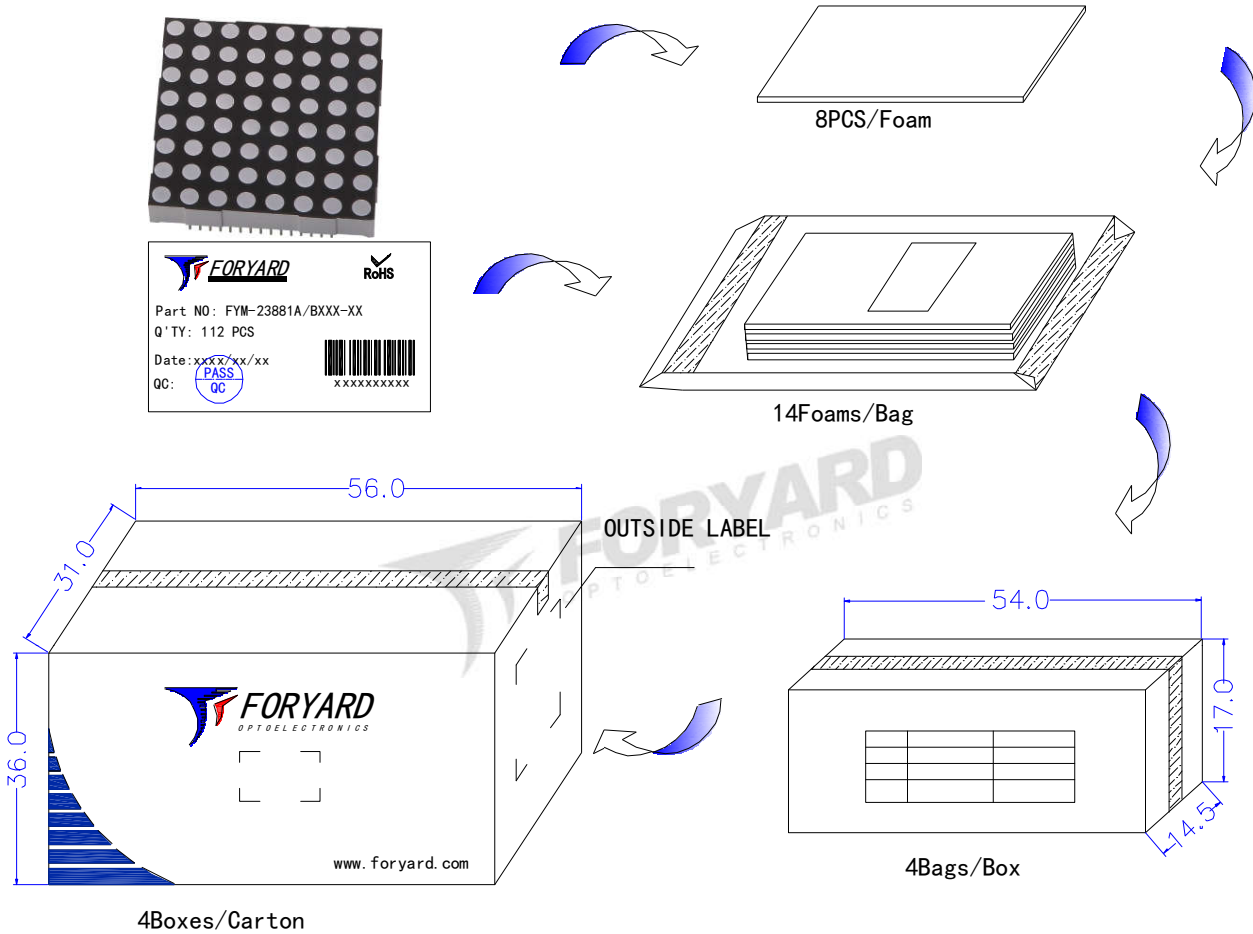 8PCS/Foam
FORYARD
RoHS
Part NO: FYM-23881A/BXXX-XX
Q'TY: 112 PCS
Date:xxxx/xx/xx
QC:
PASS
QC
xxxxxxxxxx
14Foams/Bag
FORYARD
OPTOELECTRONICS
OUTSIDE LABEL
56.0
31.0
36.0
FORYARD
OPTOELECTRONICS
www.foryard.com
4Boxes/Carton
54.0
17.0
14.5
4Bags/Box